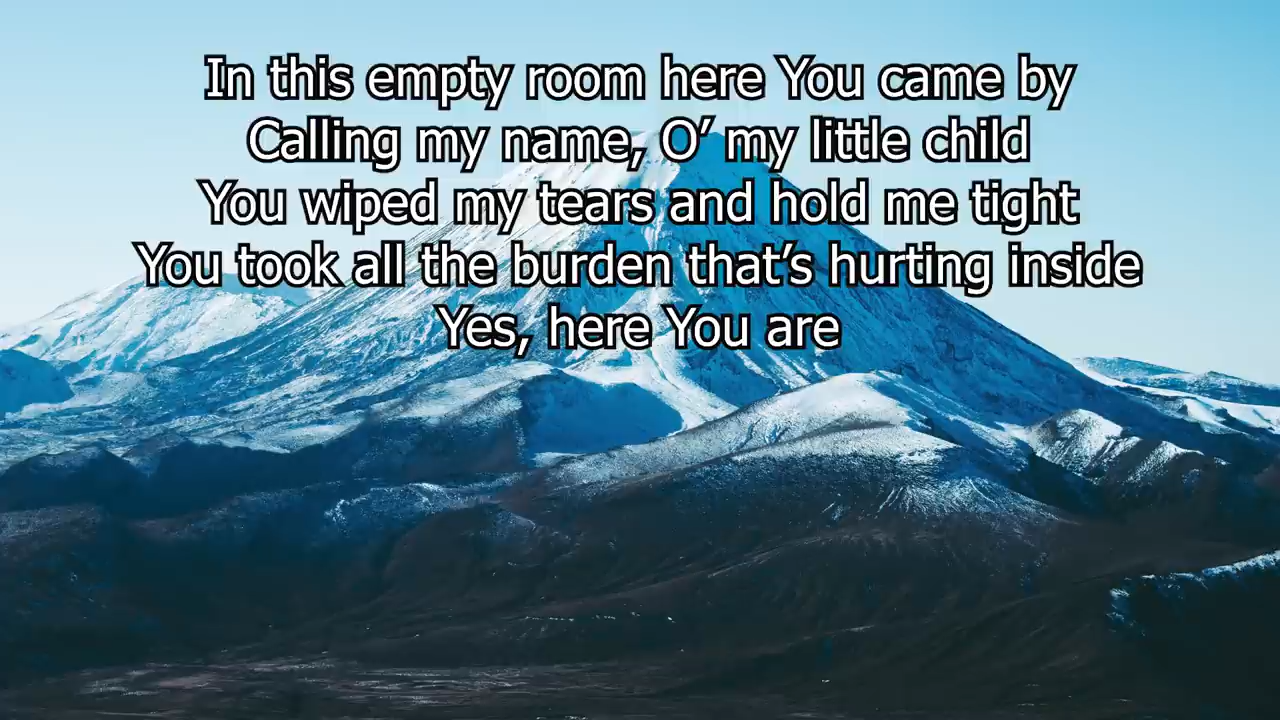 In this empty room here You came by
Calling my name, O’ my little child
You wiped my tears and hold me tight
You took all the burden that’s hurting inside
Yes, here You are